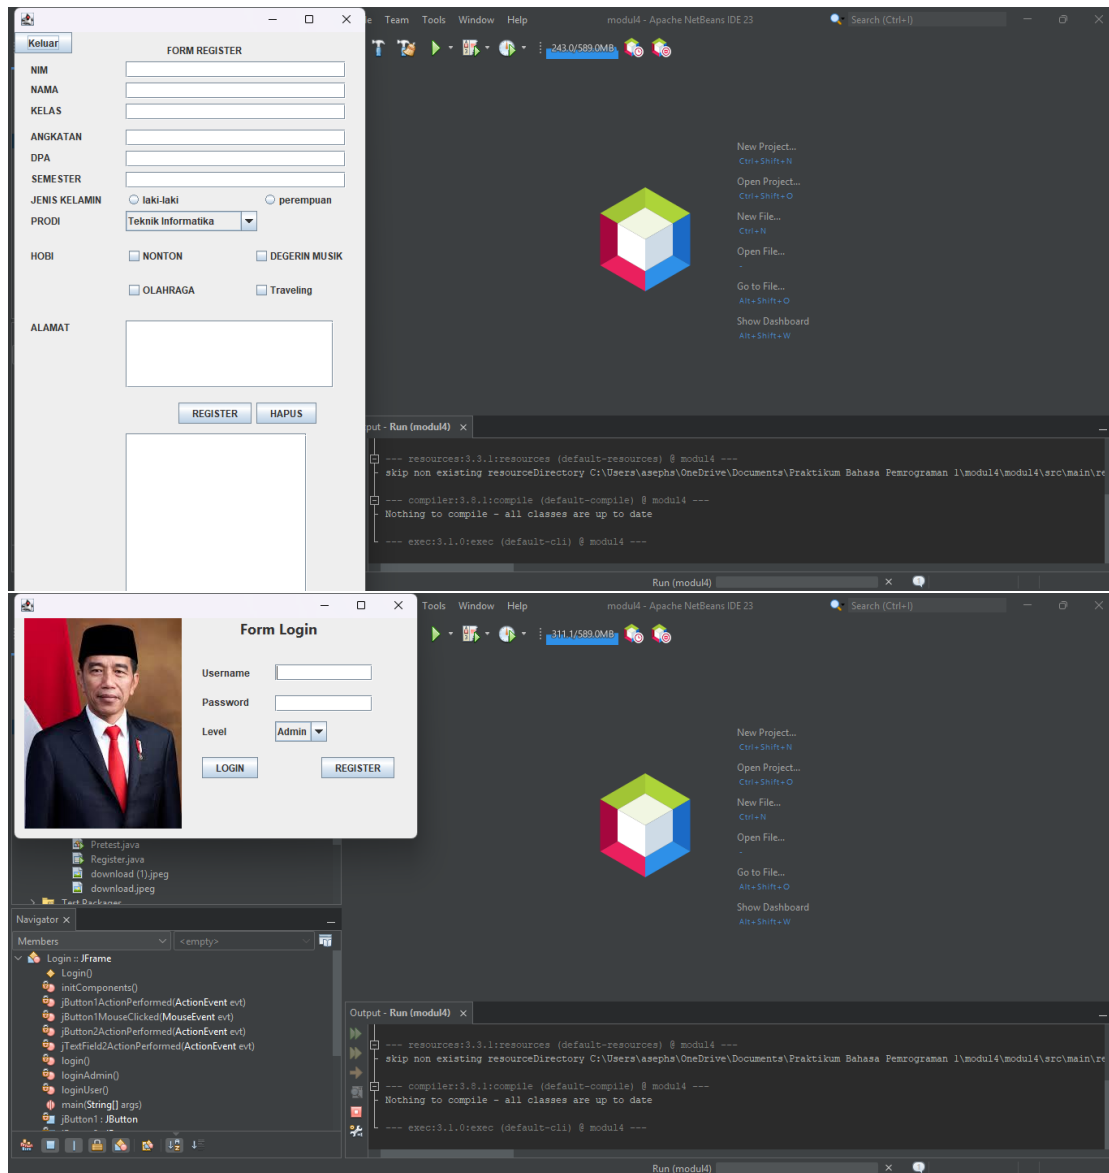 e Team Tools Window Help modul4 - Apache NetBeans IDE 23 Search (Ctrl+I)
Keluar
FORM REGISTER
243.0/589.0MB
NIM
NAMA
KELAS
ANGKATAN
DPA
SEMESTER
JENIS KELAMIN laki-laki perempuan
PRODI Teknik Informatika
HOBI NONTON DEGERIN MUSIK
OLAHRAGA Traveling
ALAMAT
REGISTER HAPUS
New Project...
Ctrl+Shift+N
Open Project...
Ctrl+Shift+O
New File...
Ctrl+N
Open File...
-
Go to File...
Alt+Shift+O
Show Dashboard
Alt+Shift+W
put - Run (modul4)
--- resources:3.3.1:resources (default-resources) @ modul4 ---
skip non existing resourceDirectory C:\Users\asephs\OneDrive\Documents\Praktikum Bahasa Pemrograman 1\modul4\modul4\src\main\re
--- compiler:3.8.1:compile (default-compile) @ modul4 ---
Nothing to compile - all classes are up to date
--- exec:3.1.0:exec (default-cli) @ modul4 ---
Run (modul4)
Tools Window Help modul4 - Apache NetBeans IDE 23 Search (Ctrl+I)
311.1/589.0MB
Form Login
Username
Password
Level Admin
LOGIN REGISTER
Pretest.java
Register.java
download (1).jpeg
download.jpeg
Test Packages
Navigator
Members <empty>
Login :: JFrame
Login()
initComponents()
jButton1ActionPerformed(ActionEvent evt)
jButton1MouseClicked(MouseEvent evt)
jButton2ActionPerformed(ActionEvent evt)
jTextField2ActionPerformed(ActionEvent evt)
login()
loginAdmin()
loginUser()
main(String[] args)
jButton1 : JButton
New Project...
Ctrl+Shift+N
Open Project...
Ctrl+Shift+O
New File...
Ctrl+N
Open File...
-
Go to File...
Alt+Shift+O
Show Dashboard
Alt+Shift+W
Output - Run (modul4)
--- resources:3.3.1:resources (default-resources) @ modul4 ---
skip non existing resourceDirectory C:\Users\asephs\OneDrive\Documents\Praktikum Bahasa Pemrograman 1\modul4\modul4\src\main\re
--- compiler:3.8.1:compile (default-compile) @ modul4 ---
Nothing to compile - all classes are up to date
--- exec:3.1.0:exec (default-cli) @ modul4 ---
Run (modul4)